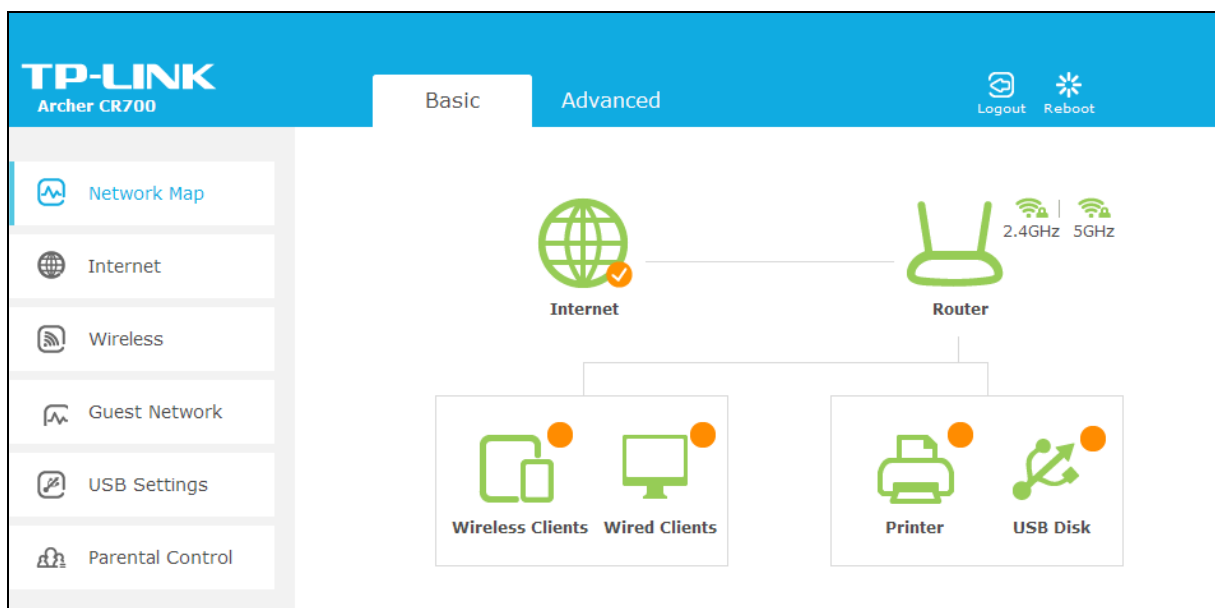 TP-LINK
Archer CR700
Basic
Advanced
Logout
Reboot
Network Map
Internet
Wireless
Guest Network
USB Settings
Parental Control
2.4GHz
5GHz
Internet
Router
Wireless Clients
Wired Clients
Printer
USB Disk